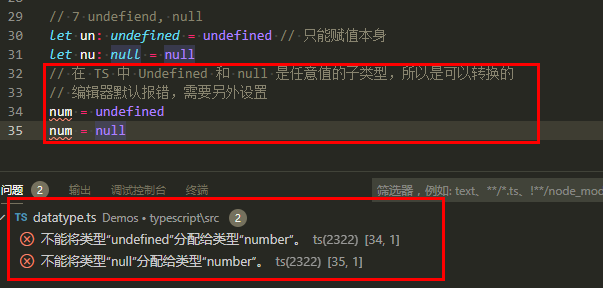 29 // 7 undefiend, null
30 let un: undefined = undefined // 只能赋值本身
31 let nu: null = null
32 // 在 TS 中 Undefined 和 null 是任意值的子类型，所以是可以转换的
33 // 编辑器默认报错，需要另外设置
34 num = undefined
35 num = null
问题 2 输出 调试控制台 终端 筛选器，例如: text、**/*.ts、!**/node_mod
TS datatype.ts Demos • typescript\src 2
不能将类型“undefined”分配给类型“number”。 ts(2322) [34, 1]
不能将类型“null”分配给类型“number”。 ts(2322) [35, 1]